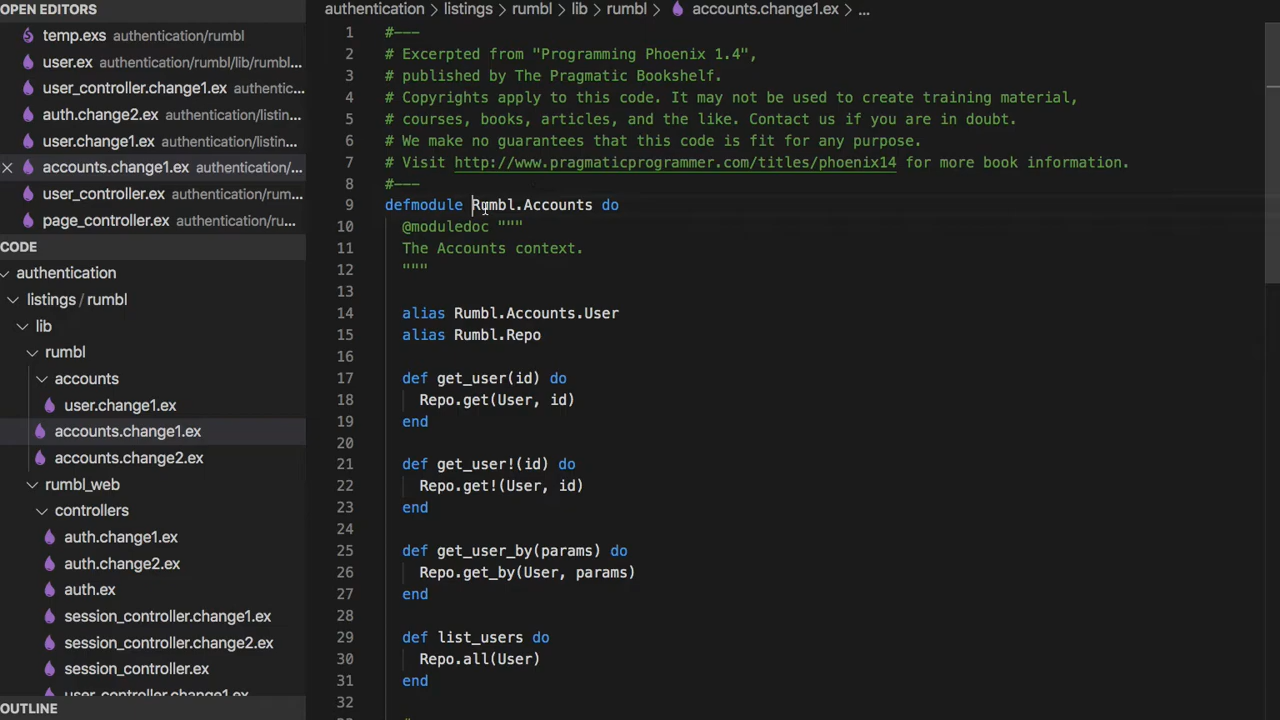 OPEN EDITORS
temp.exs authentication/rumbl
user.ex authentication/rumbl/lib/rumbl...
user_controller.change1.ex authentic...
auth.change2.ex authentication/listin...
user.change1.ex authentication/listin...
accounts.change1.ex authentication/...
user_controller.ex authentication/rum...
page_controller.ex authentication/ru...
CODE
authentication
listings / rumbl
lib
rumbl
accounts
user.change1.ex
accounts.change1.ex
accounts.change2.ex
rumbl_web
controllers
auth.change1.ex
auth.change2.ex
auth.ex
session_controller.change1.ex
session_controller.change2.ex
session_controller.ex
user_controller.change1.ex
OUTLINE
authentication > listings > rumbl > lib > rumbl > accounts.change1.ex > ...
1 #---
2 # Excerpted from "Programming Phoenix 1.4",
3 # published by The Pragmatic Bookshelf.
4 # Copyrights apply to this code. It may not be used to create training material,
5 # courses, books, articles, and the like. Contact us if you are in doubt.
6 # We make no guarantees that this code is fit for any purpose.
7 # Visit http://www.pragmaticprogrammer.com/titles/phoenix14 for more book information.
8 #---
9 defmodule Rumbl.Accounts do
10 @moduledoc """
11 The Accounts context.
12 """
13
14 alias Rumbl.Accounts.User
15 alias Rumbl.Repo
16
17 def get_user(id) do
18 Repo.get(User, id)
19 end
20
21 def get_user!(id) do
22 Repo.get!(User, id)
23 end
24
25 def get_user_by(params) do
26 Repo.get_by(User, params)
27 end
28
29 def list_users do
30 Repo.all(User)
31 end
32